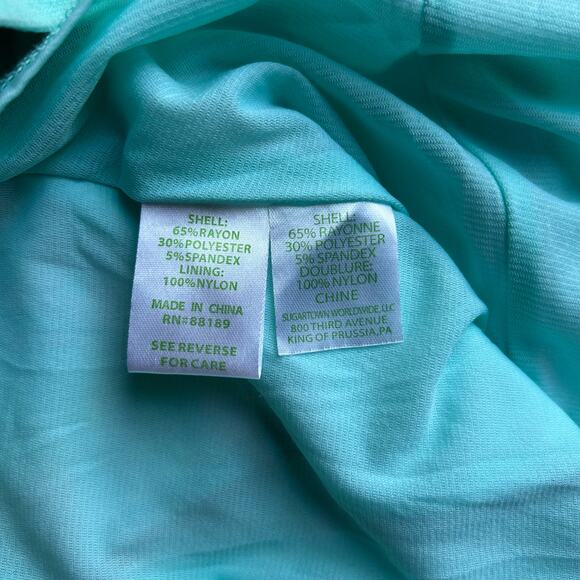 SHELL:
65%RAYON
30%POLYESTER
5%SPANDEX
LINING:
100%NYLON
MADE IN CHINA
RN#88189
SEE REVERSE
FOR CARE
SHELL:
65% RAYONNE
30% POLYESTER
5% SPANDEX
DOUBLURE:
100% NYLON
CHINE
SUGARTOWN WORLDWIDE, LLC
800 THIRD AVENUE
KING OF PRUSSIA,PA